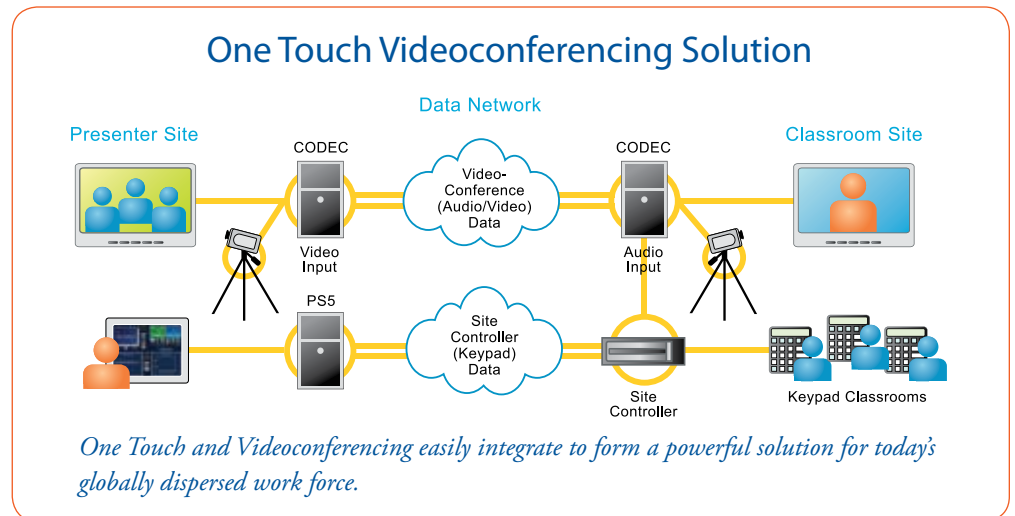 One Touch Videoconferencing Solution
Data Network
Presenter Site
Classroom Site
CODEC
CODEC
Video-
Conference
(Audio/Video)
Data
Video
Input
Audio
Input
PS5
Site
Controller
(Keypad)
Data
Site
Controller
Keypad Classrooms
One Touch and Videoconferencing easily integrate to form a powerful solution for today's
globally dispersed work force.